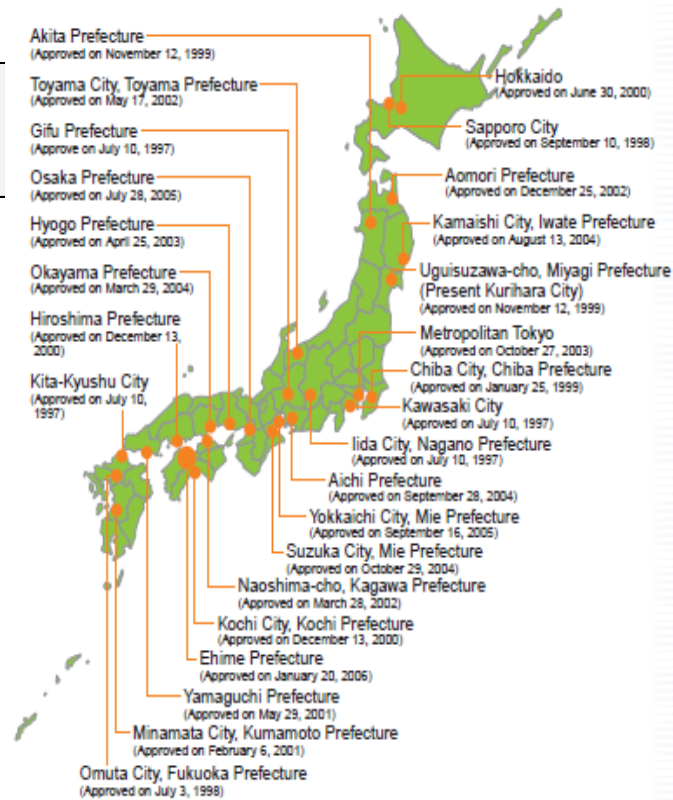 Akita Prefecture
(Approved on November 12, 1999)
Toyama City, Toyama Prefecture
(Approved on May 17, 2002)
Gifu Prefecture
(Approve on July 10, 1997)
Osaka Prefecture
(Approved on July 28, 2005)
Hyogo Prefecture
(Approved on April 25, 2003)
Okayama Prefecture
(Approved on March 29, 2004)
Hiroshima Prefecture
(Approved on December 13,
2000)
Kita-Kyushu City
(Approved on July 10,
1997)
Hokkaido
(Approved on June 30, 2000)
Sapporo City
(Approved on September 10, 1998)
Aomori Prefecture
(Approved on December 25, 2002)
Kamaishi City, Iwate Prefecture
(Approved on August 13, 2004)
Uguisuzawa-cho, Miyagi Prefecture
(Present Kurihara City)
(Approved on November 12, 1999)
Metropolitan Tokyo
(Approved on October 27, 2003)
Chiba City, Chiba Prefecture
(Approved on January 25, 1999)
Kawasaki City
(Approved on July 10, 1997)
Iida City, Nagano Prefecture
(Approved on July 10, 1997)
Aichi Prefecture
(Approved on September 28, 2004)
Yokkaichi City, Mie Prefecture
(Approved on September 16, 2005)
Suzuka City, Mie Prefecture
(Approved on October 29, 2004)
Naoshima-cho, Kagawa Prefecture
(Approved on March 28, 2002)
Kochi City, Kochi Prefecture
(Approved on December 13, 2000)
Ehime Prefecture
(Approved on January 20, 2006)
Yamaguchi Prefecture
(Approved on May 29, 2001)
Minamata City, Kumamoto Prefecture
(Approved on February 6, 2001)
Omuta City, Fukuoka Prefecture
(Approved on July 3, 1998)